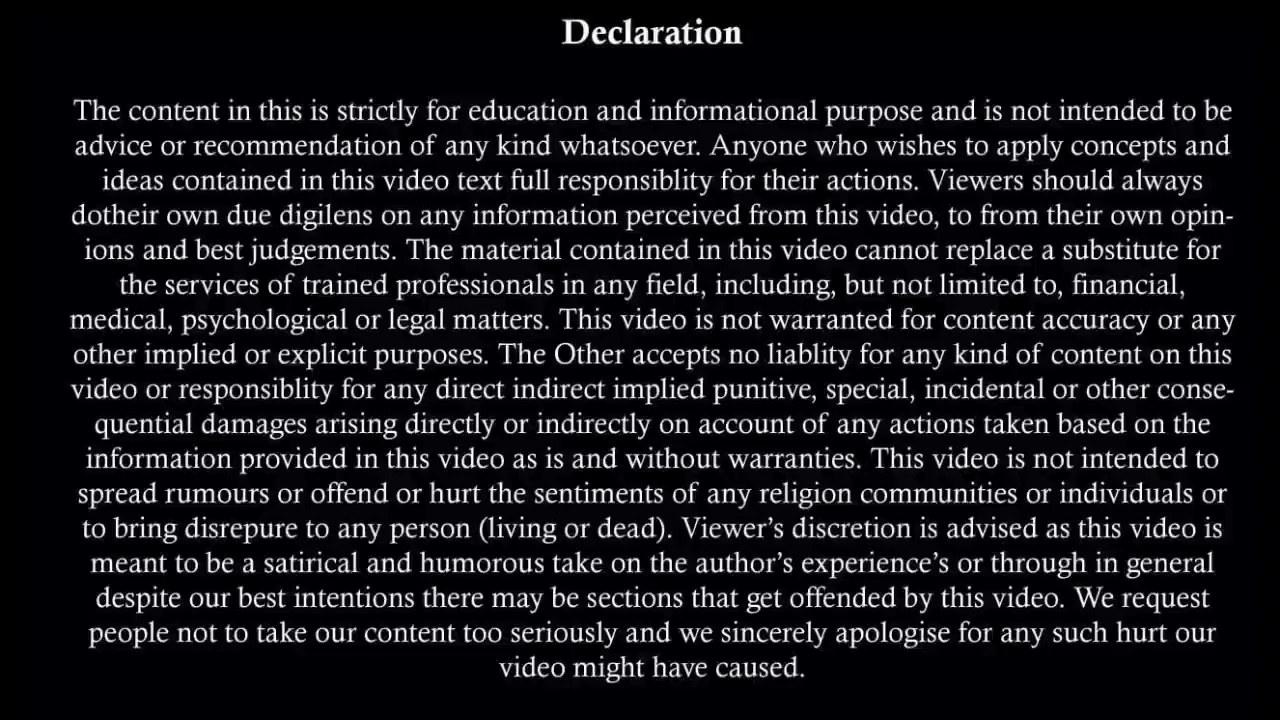 Declaration
The content in this is strictly for education and informational purpose and is not intended to be
advice or recommendation of any kind whatsoever. Anyone who wishes to apply concepts and
ideas contained in this video text full responsiblity for their actions. Viewers should always
dotheir own due digilens on any information perceived from this video, to from their own opin-
ions and best judgements. The material contained in this video cannot replace a substitute for
the services of trained professionals in any field, including, but not limited to, financial,
medical, psychological or legal matters. This video is not warranted for content accuracy or any
other implied or explicit purposes. The Other accepts no liablity for any kind of content on this
video or responsiblity for any direct indirect implied punitive, special, incidental or other conse-
quential damages arising directly or indirectly on account of any actions taken based on the
information provided in this video as is and without warranties. This video is not intended to
spread rumours or offend or hurt the sentiments of any religion communities or individuals or
to bring disrepure to any person (living or dead). Viewer’s discretion is advised as this video is
meant to be a satirical and humorous take on the author’s experience’s or through in general
despite our best intentions there may be sections that get offended by this video. We request
people not to take our content too seriously and we sincerely apologise for any such hurt our
video might have caused.